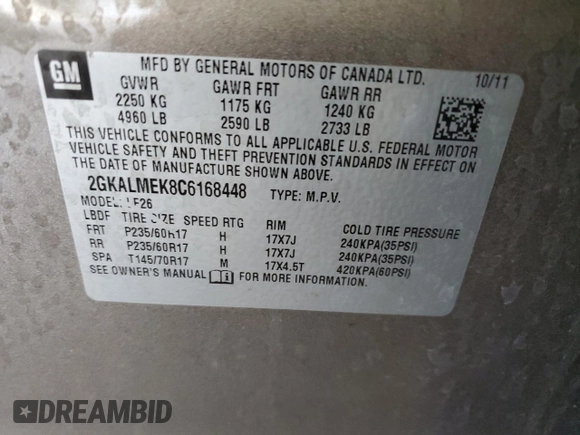 GM
MFD BY GENERAL MOTORS OF CANADA LTD. 10/11
GVWR GAWR FRT GAWR RR
2250 KG 1175 KG 1240 KG
4960 LB 2590 LB 2733 LB
THIS VEHICLE CONFORMS TO ALL APPLICABLE U.S. FEDERAL MOTOR
VEHICLE SAFETY AND THEFT PREVENTION STANDARDS IN EFFECT ON
THE DATE OF MANUFACTURE SHOWN ABOVE.
2GKALMEK8C6168448 TYPE: M.P.V.
MODEL: LF26
LBDF TIRE SIZE SPEED RTG RIM COLD TIRE PRESSURE
FRT P235/60R17 H 17X7J 240KPA(35PSI)
RR P235/60R17 H 17X7J 240KPA(35PSI)
SPA T145/70R17 M 17X4.5T 420KPA(60PSI)
SEE OWNER'S MANUAL FOR MORE INFORMATION
DREAMBID